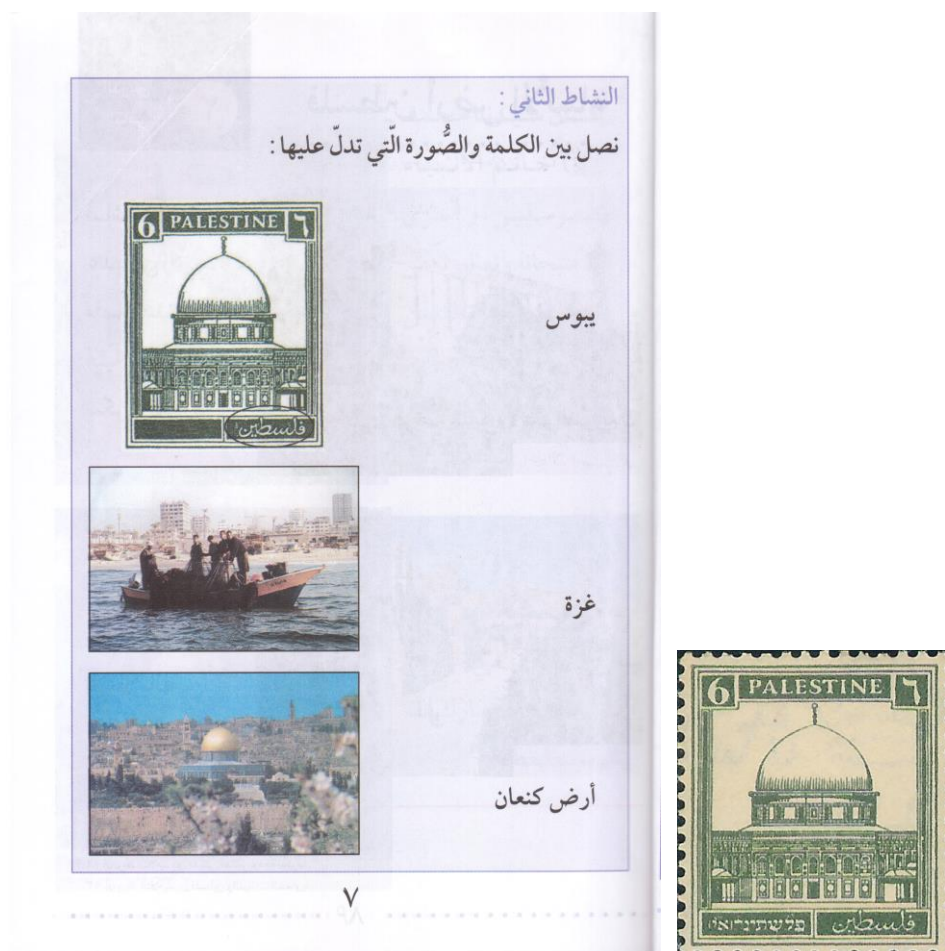 النشاط الثاني :
نصل بين الكلمة والصُّورة الّتي تدلّ عليها :
6 PALESTINE ٦
فلسطين
يبوس
غزة
أرض كنعان
٧
6 PALESTINE ٦
פלשתינה א״י فلسطين